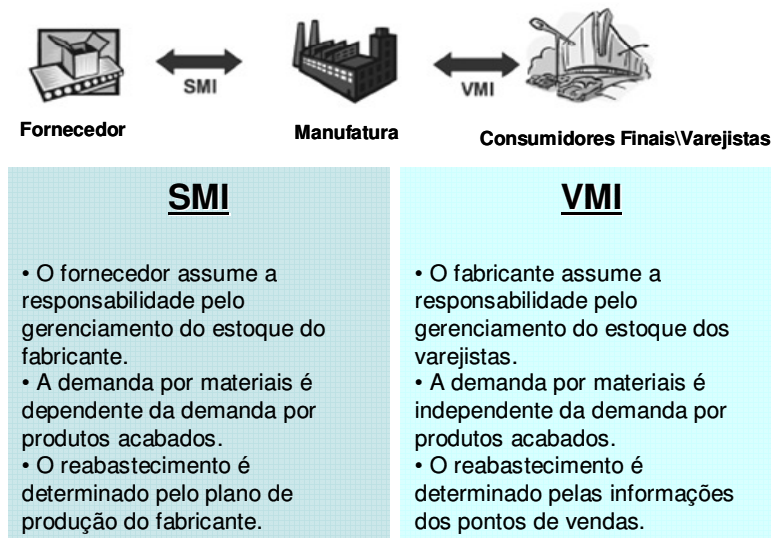 SMI
VMI
Fornecedor
Manufatura
Consumidores Finais\Varejistas
SMI
• O fornecedor assume a
responsabilidade pelo
gerenciamento do estoque do
fabricante.
• A demanda por materiais é
dependente da demanda por
produtos acabados.
• O reabastecimento é
determinado pelo plano de
produção do fabricante.
VMI
• O fabricante assume a
responsabilidade pelo
gerenciamento do estoque dos
varejistas.
• A demanda por materiais é
independente da demanda por
produtos acabados.
• O reabastecimento é
determinado pelas informações
dos pontos de vendas.